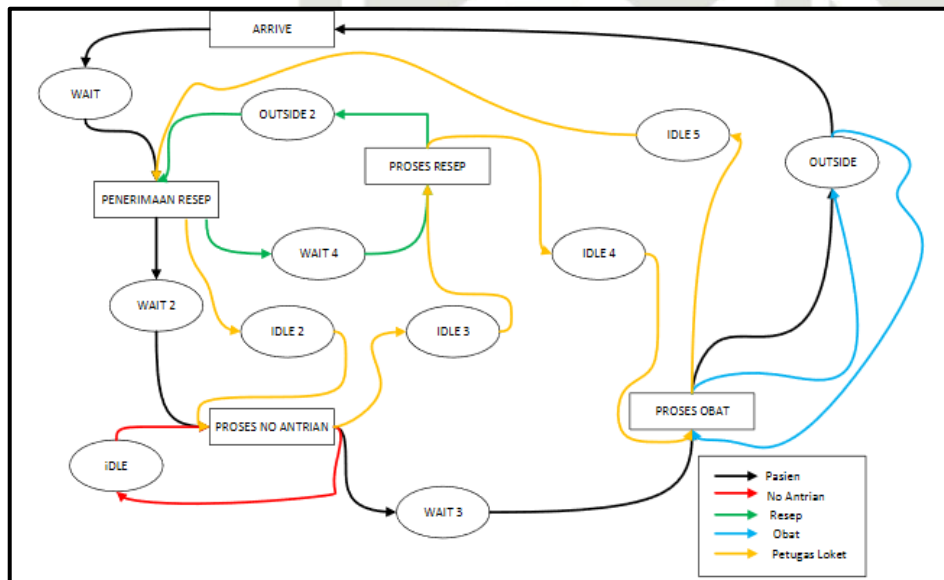 ARRIVE
WAIT
OUTSIDE 2
IDLE 5
PROSES RESEP
OUTSIDE
PENERIMAAN RESEP
WAIT 4
IDLE 4
WAIT 2
IDLE 2
IDLE 3
PROSES OBAT
PROSES NO ANTRIAN
iDLE
WAIT 3
Pasien
No Antrian
Resep
Obat
Petugas Loket